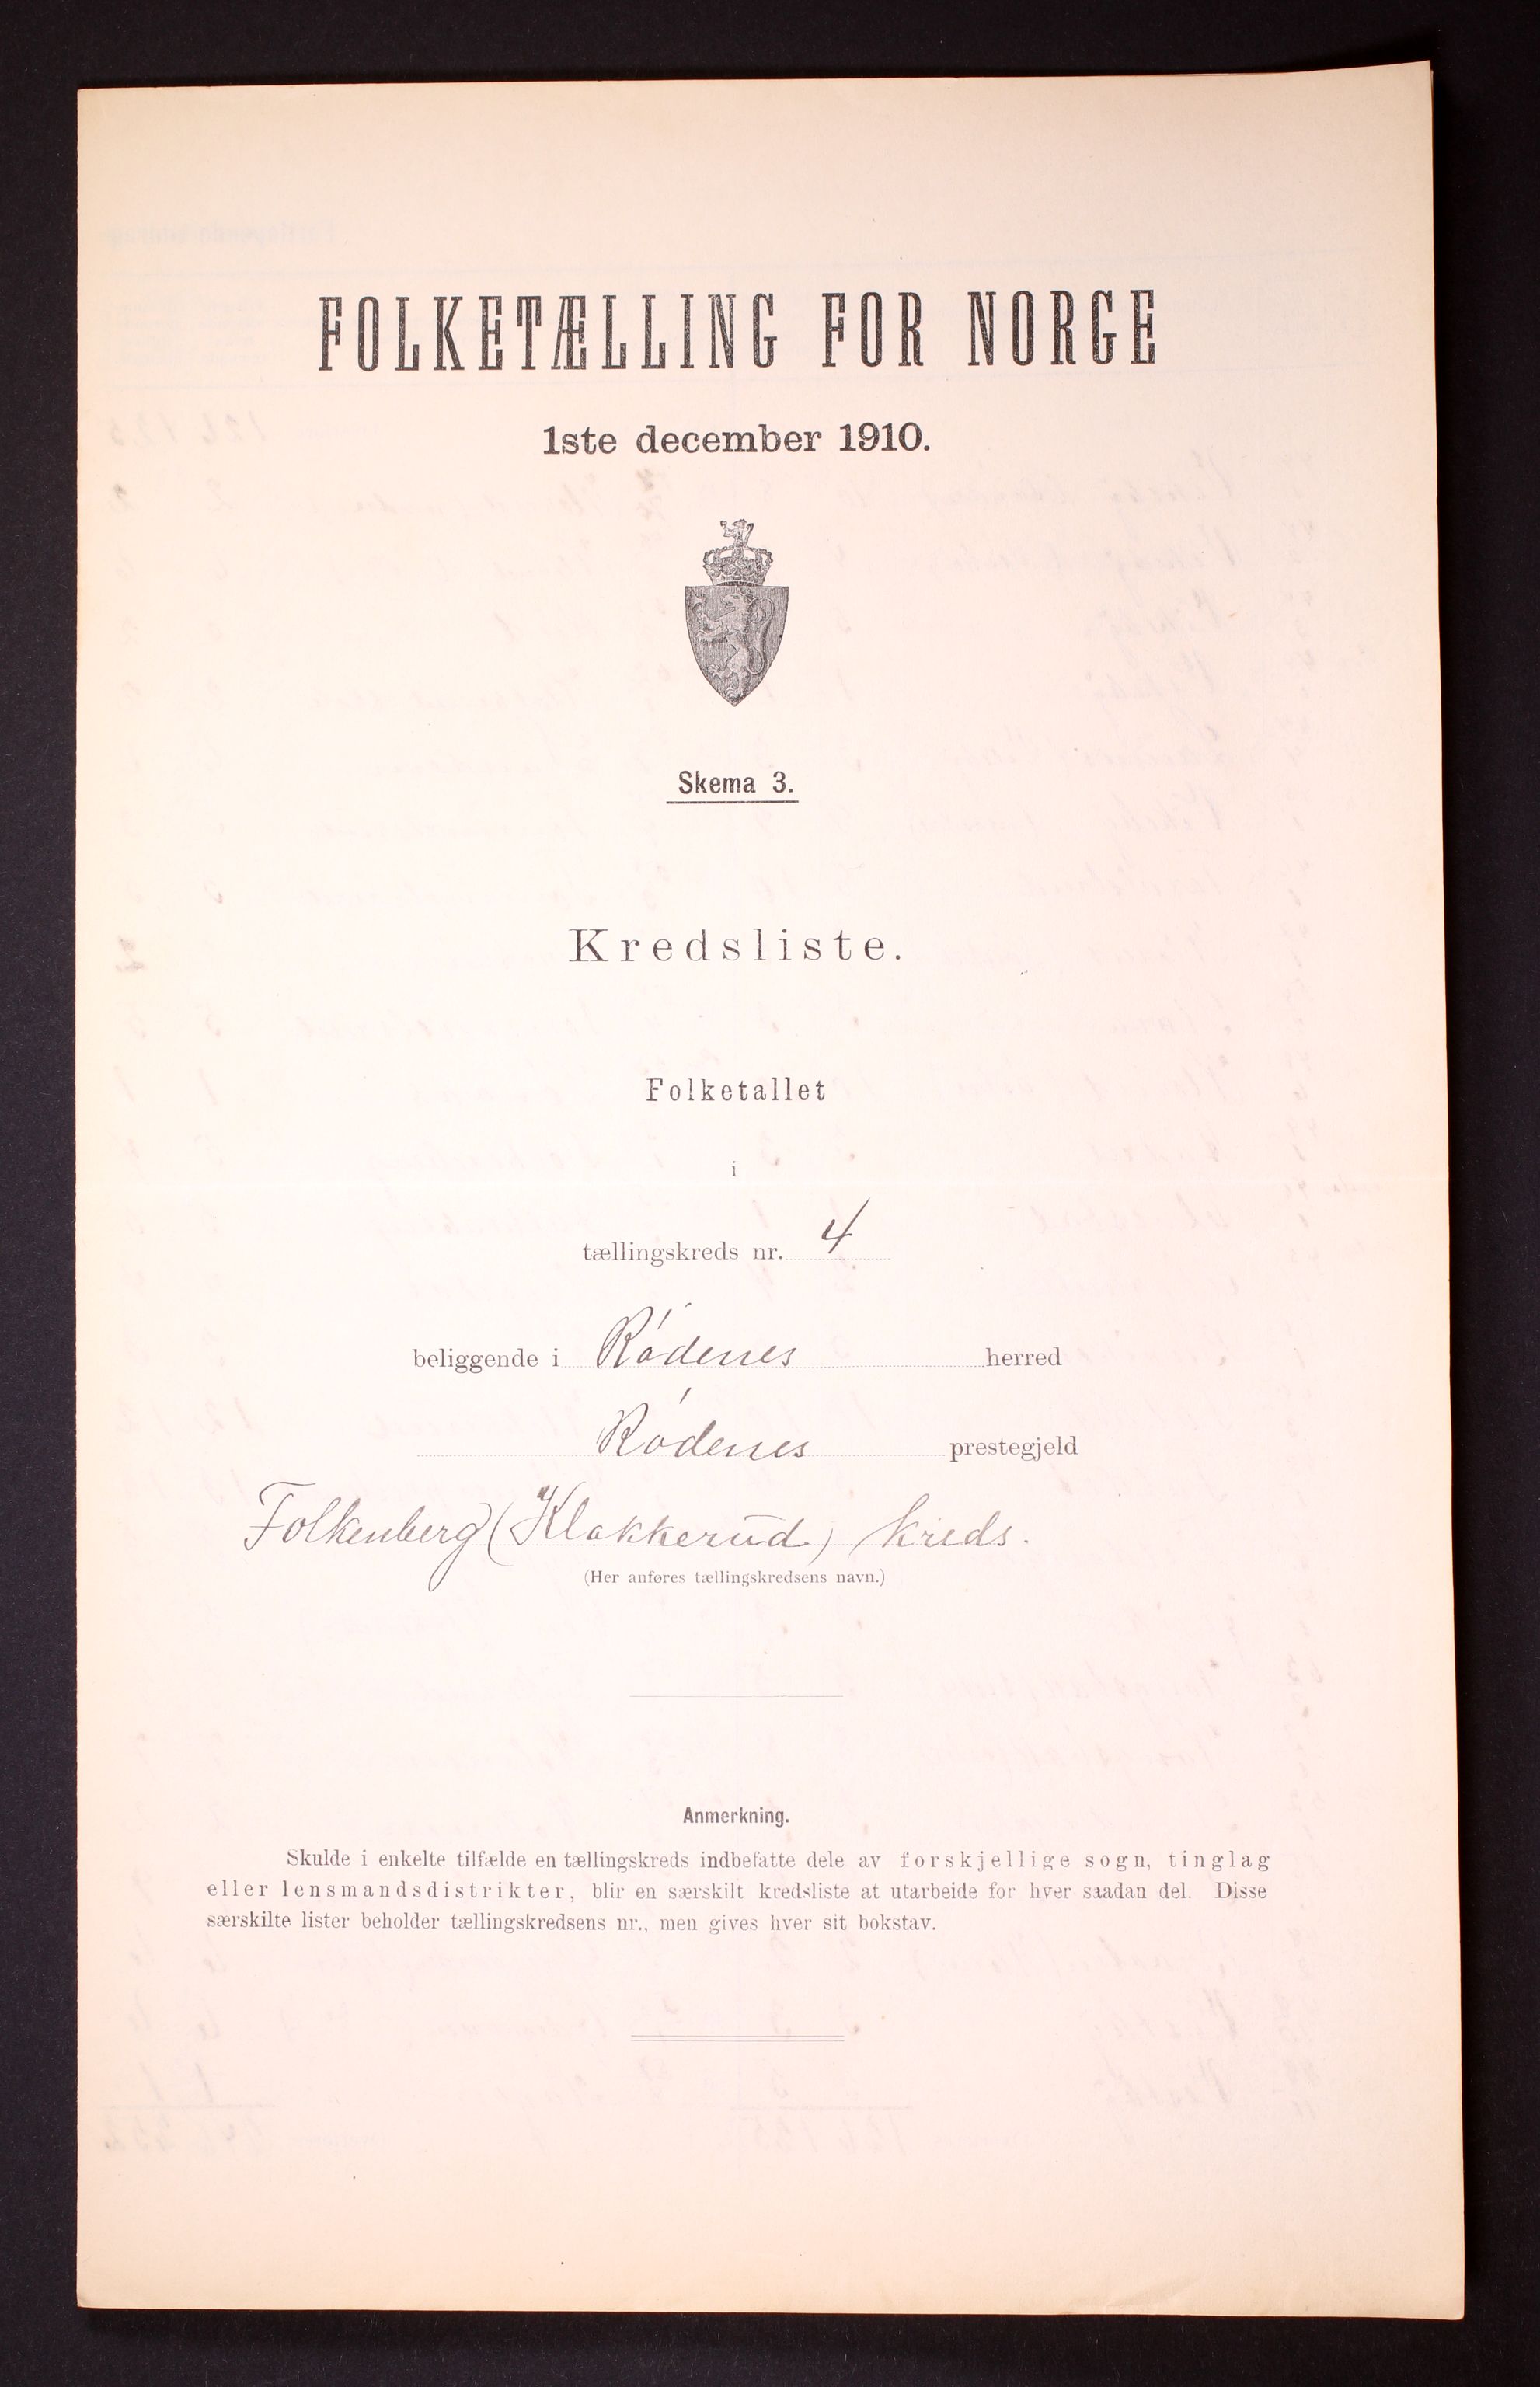 FOLKETÆLLING FOR NORGE
1ste december 1910.
Skema 3.
Kredsliste.
Folketallet
i
tællingskreds nr. 4
beliggende i Rødenes herred
Rødenes prestegjeld
Folkenberg (Klakkerud) kreds.
(Her anføres tællingskredsens navn.)
Anmerkning.
Skulde i enkelte tilfælde en tællingskreds indbefatte dele av forskjellige sogn, tinglag
eller lensmandsdistrikter, blir en særskilt kredsliste at utarbeide for hver saadan del. Disse
særskilte lister beholder tællingskredsens nr., men gives hver sit bokstav.